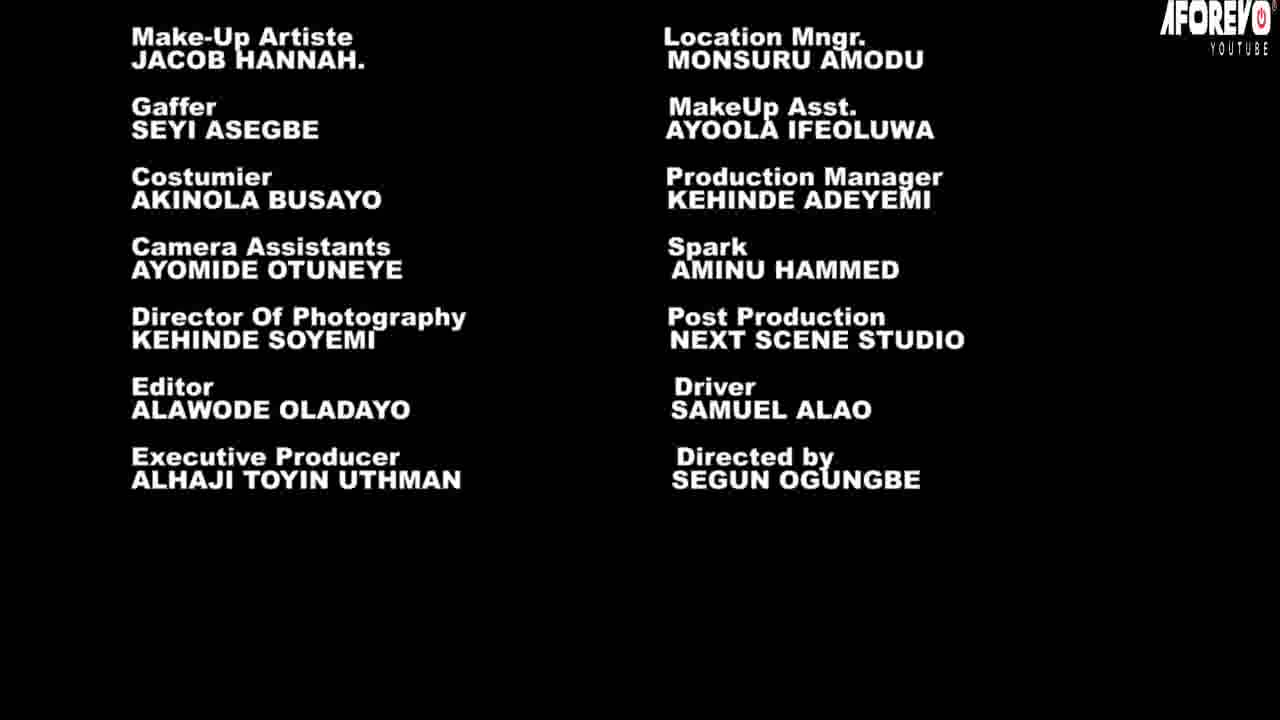 AFOREVO
YOUTUBE
Make-Up Artiste
JACOB HANNAH.
Gaffer
SEYI ASEGBE
Costumier
AKINOLA BUSAYO
Camera Assistants
AYOMIDE OTUNEYE
Director Of Photography
KEHINDE SOYEMI
Editor
ALAWODE OLADAYO
Executive Producer
ALHAJI TOYIN UTHMAN
Location Mngr.
MONSURU AMODU
MakeUp Asst.
AYOOLA IFEOLUWA
Production Manager
KEHINDE ADEYEMI
Spark
AMINU HAMMED
Post Production
NEXT SCENE STUDIO
Driver
SAMUEL ALAO
Directed by
SEGUN OGUNGBE